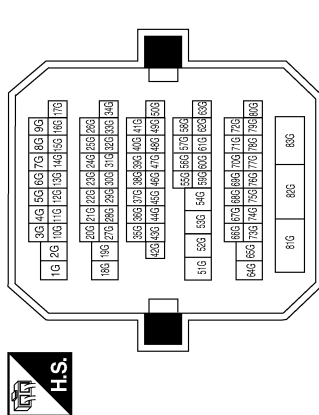 3G 4G 5G 6G 7G 8G 9G
1G 2G 10G 11G 12G 13G 14G 15G 16G 17G
20G 21G 22G 23G 24G 25G 26G
18G 19G 27G 28G 29G 30G 31G 32G 33G 34G
35G 36G 37G 38G 39G 40G 41G
42G 43G 44G 45G 46G 47G 48G 49G 50G
55G 56G 57G 58G
51G 52G 53G 54G 59G 60G 61G 62G 63G
66G 67G 68G 69G 70G 71G 72G
64G 65G 73G 74G 75G 76G 77G 78G 79G 80G
81G 82G 83G
H.S.